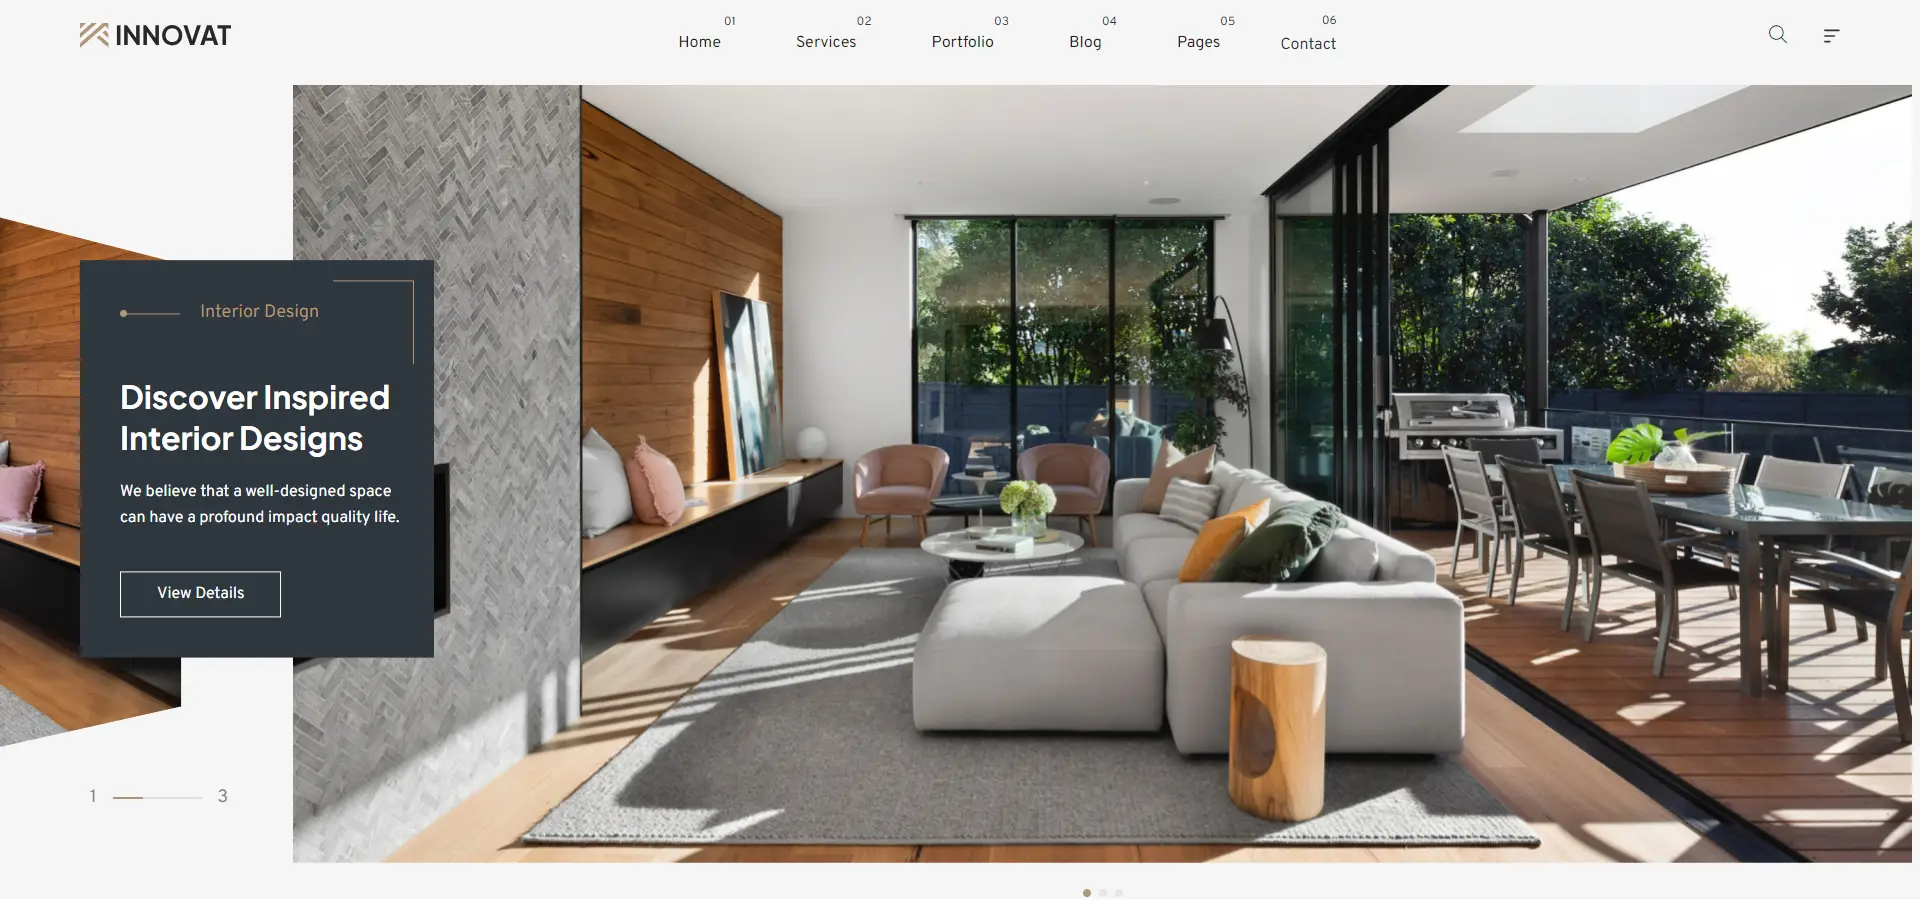 INNOVAT
01
Home
02
Services
03
Portfolio
04
Blog
05
Pages
06
Contact
Interior Design
Discover Inspired
Interior Designs
We believe that a well-designed space
can have a profound impact quality life.
View Details
1
3